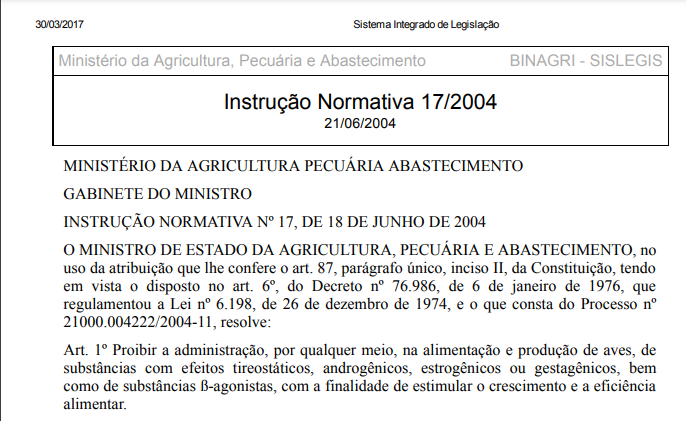 30/03/2017 Sistema Integrado de Legislação
Ministério da Agricultura, Pecuária e Abastecimento BINAGRI - SISLEGIS
Instrução Normativa 17/2004
21/06/2004
MINISTÉRIO DA AGRICULTURA PECUÁRIA ABASTECIMENTO
GABINETE DO MINISTRO
INSTRUÇÃO NORMATIVA Nº 17, DE 18 DE JUNHO DE 2004
O MINISTRO DE ESTADO DA AGRICULTURA, PECUÁRIA E ABASTECIMENTO, no
uso da atribuição que lhe confere o art. 87, parágrafo único, inciso II, da Constituição, tendo
em vista o disposto no art. 6º, do Decreto nº 76.986, de 6 de janeiro de 1976, que
regulamentou a Lei nº 6.198, de 26 de dezembro de 1974, e o que consta do Processo nº
21000.004222/2004-11, resolve:
Art. 1º Proibir a administração, por qualquer meio, na alimentação e produção de aves, de
substâncias com efeitos tireostáticos, androgênicos, estrogênicos ou gestagênicos, bem
como de substâncias ß-agonistas, com a finalidade de estimular o crescimento e a eficiência
alimentar.